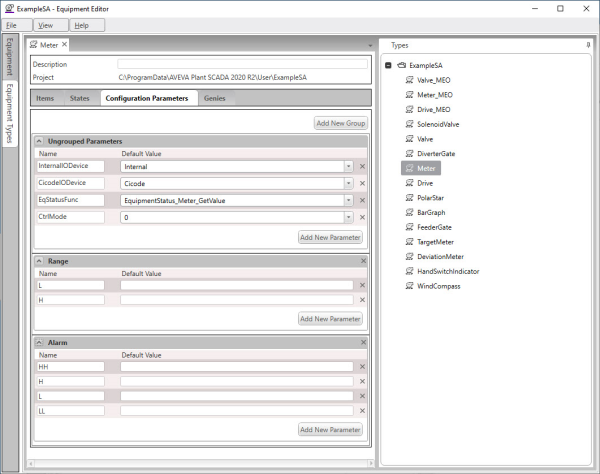 ExampleSA - Equipment Editor
File View Help
Equipment
Equipment Types
Meter
Description
Project C:\ProgramData\AVEVA Plant SCADA 2020 R2\User\ExampleSA
Items States Configuration Parameters Genies
Add New Group
Ungrouped Parameters
Name Default Value
InternalIODevice Internal
CicodeIODevice Cicode
EqStatusFunc EquipmentStatus_Meter_GetValue
CtrlMode 0
Add New Parameter
Range
Name Default Value
L
H
Add New Parameter
Alarm
Name Default Value
HH
H
L
LL
Add New Parameter
Types
ExampleSA
Valve_MEO
Meter_MEO
Drive_MEO
SolenoidValve
Valve
DiverterGate
Meter
Drive
PolarStar
BarGraph
FeederGate
TargetMeter
DeviationMeter
HandSwitchIndicator
WindCompass